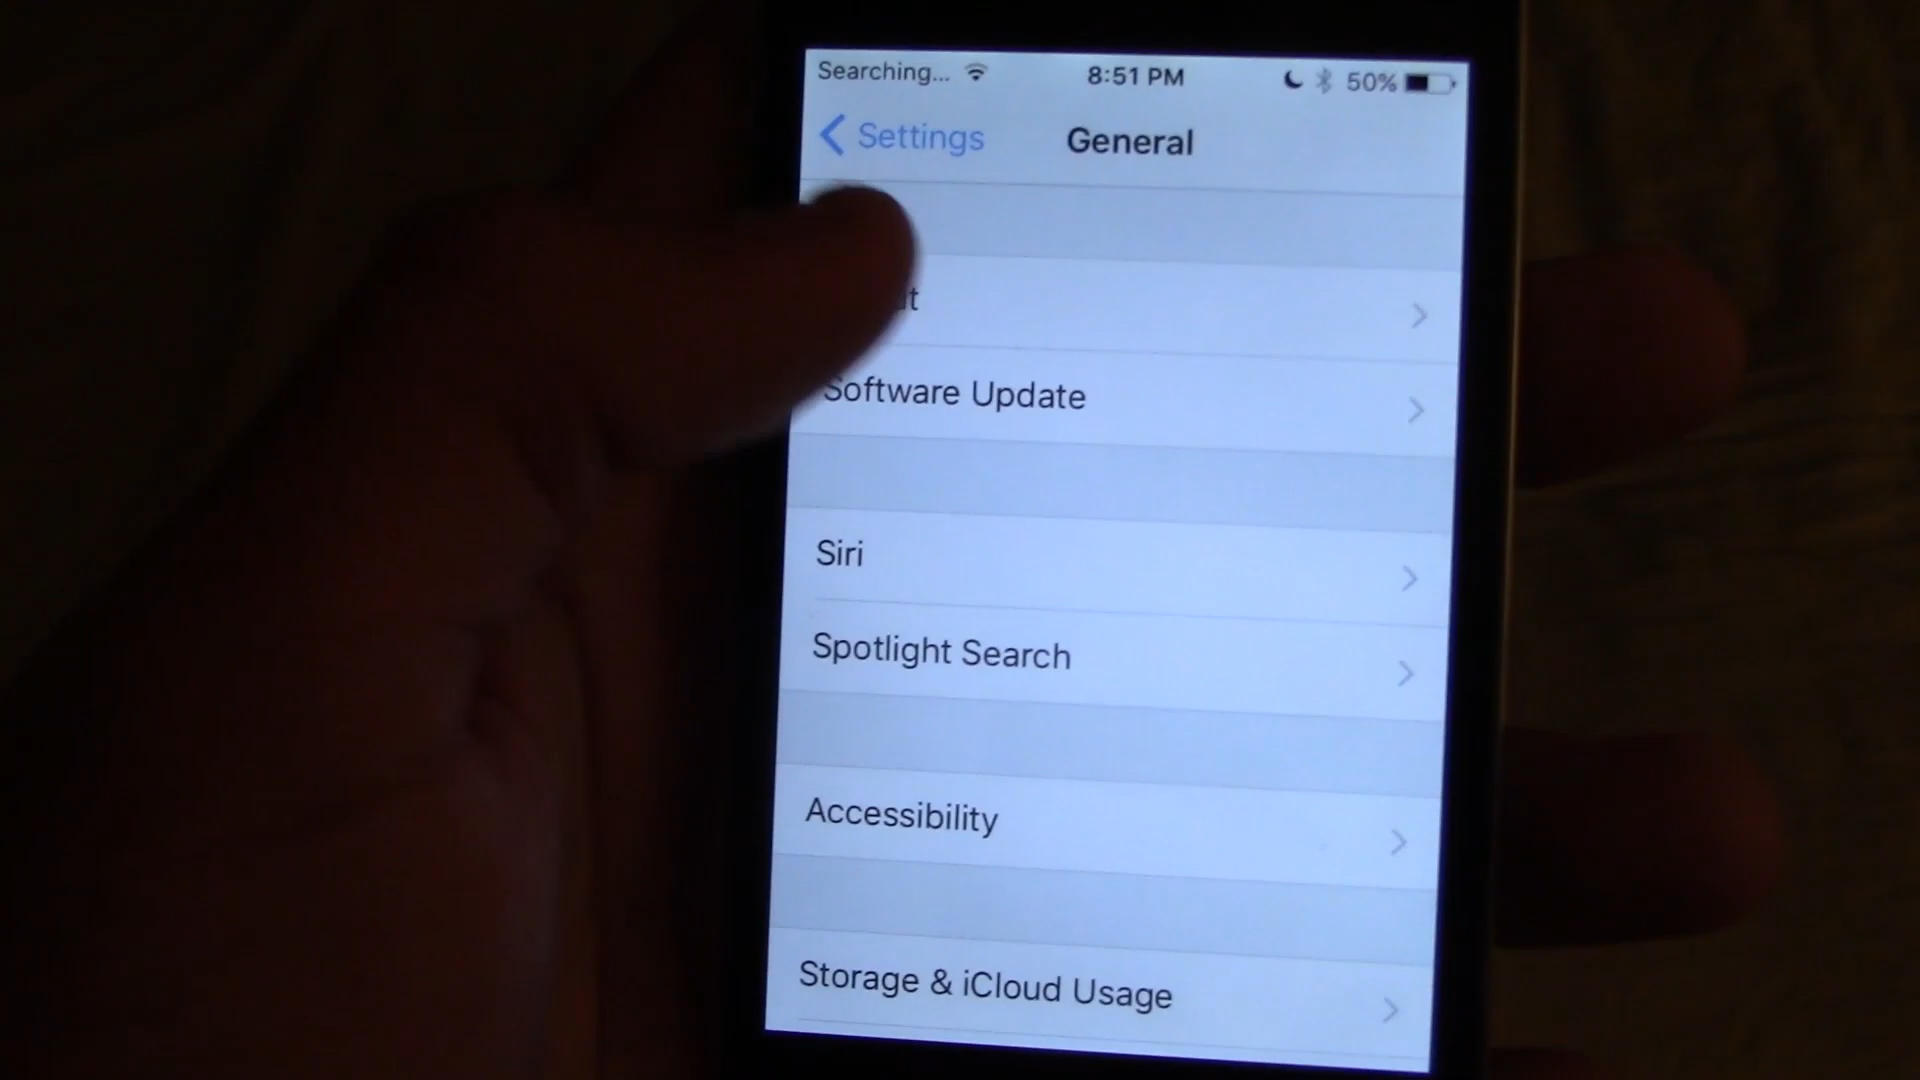 Searching... 8:51 PM 50%
Settings General
Software Update
Siri
Spotlight Search
Accessibility
Storage & iCloud Usage